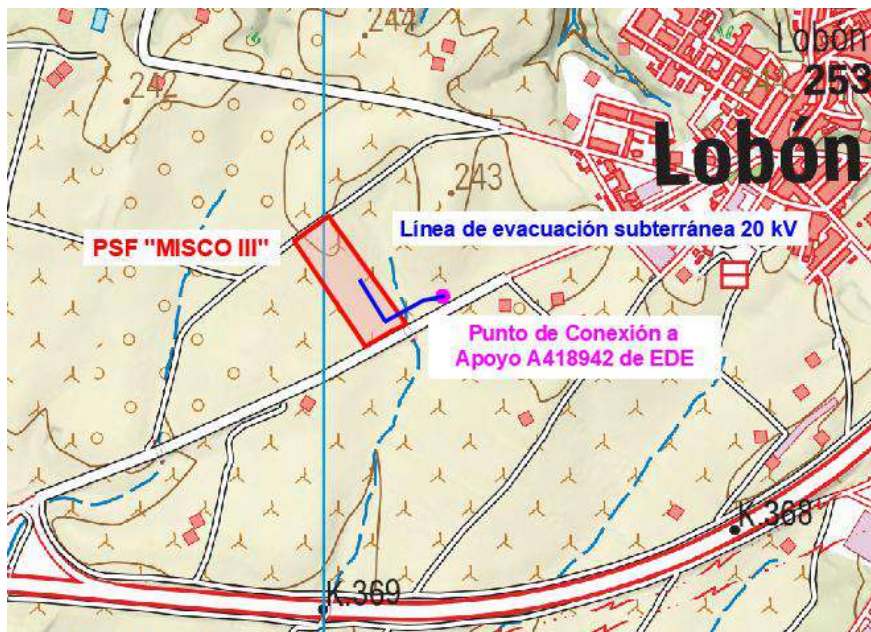 244
Lobón
242
253
Lobón
243
Línea de evacuación subterránea 20 kV
PSF "MISCO III"
Punto de Conexión a
Apoyo A418942 de EDE
K.368
K.369